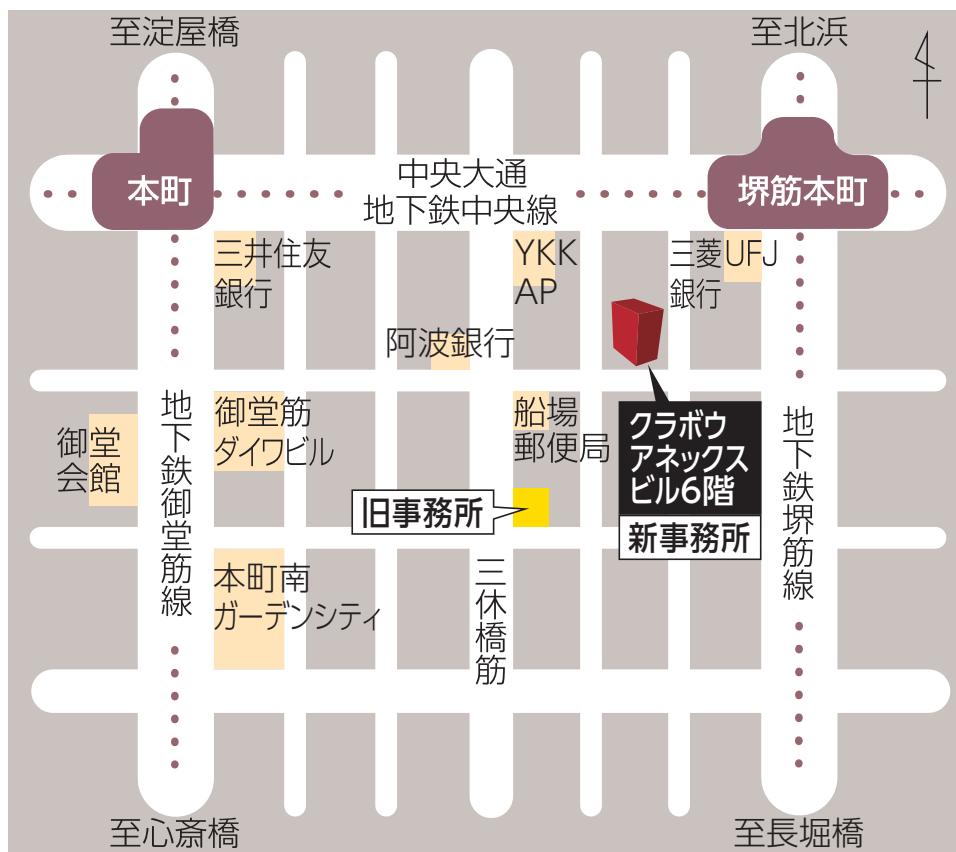 至淀屋橋
至北浜
本町
中央大通
地下鉄中央線
堺筋本町
三井住友
銀行
YKK
AP
三菱UFJ
銀行
阿波銀行
御堂
会館
地下鉄御堂筋線
御堂筋
ダイワビル
船場
郵便局
クラボウ
アネックス
ビル6階
新事務所
地下鉄堺筋線
旧事務所
本町南
ガーデンシティ
三休橋筋
至心斎橋
至長堀橋